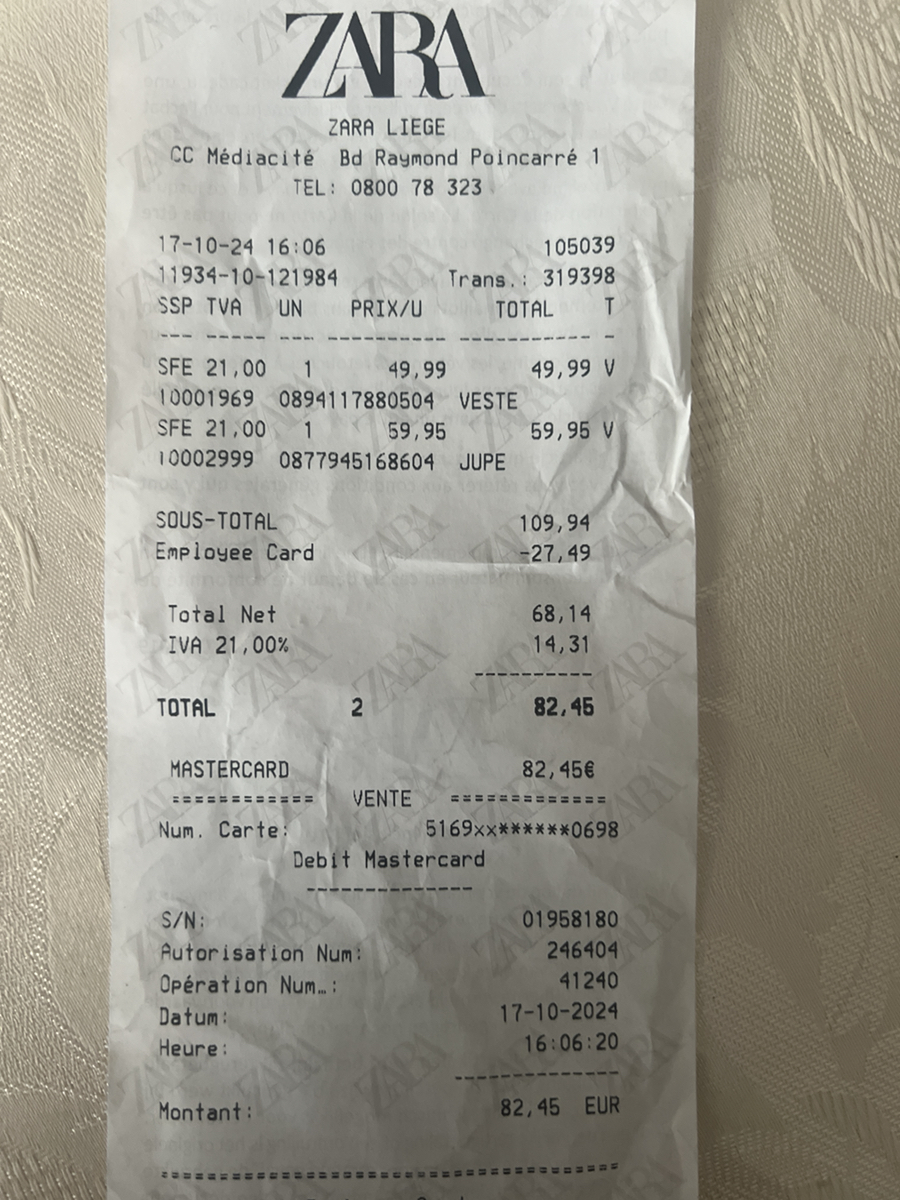 ZARA
ZARA LIEGE
CC Médiacité Bd Raymond Poincarré 1
TEL: 0800 78 323
17-10-24 16:06 105039
11934-10-121984 Trans.: 319398
SSP TVA UN PRIX/U TOTAL T
--- ----- --- ---------- ----------- -
SFE 21,00 1 49,99 49,99 V
10001969 0894117880504 VESTE
SFE 21,00 1 59,95 59,95 V
10002999 0877945168604 JUPE
SOUS-TOTAL 109,94
Employee Card -27,49
Total Net 68,14
IVA 21,00% 14,31
----------
TOTAL 2 82,45
MASTERCARD 82,45€
============ VENTE =============
Num. Carte: 5169xx******0698
Debit Mastercard
--------------
S/N: 01958180
Autorisation Num: 246404
Opération Num…: 41240
Datum: 17-10-2024
Heure: 16:06:20
--------------
Montant: 82,45 EUR
=======================================